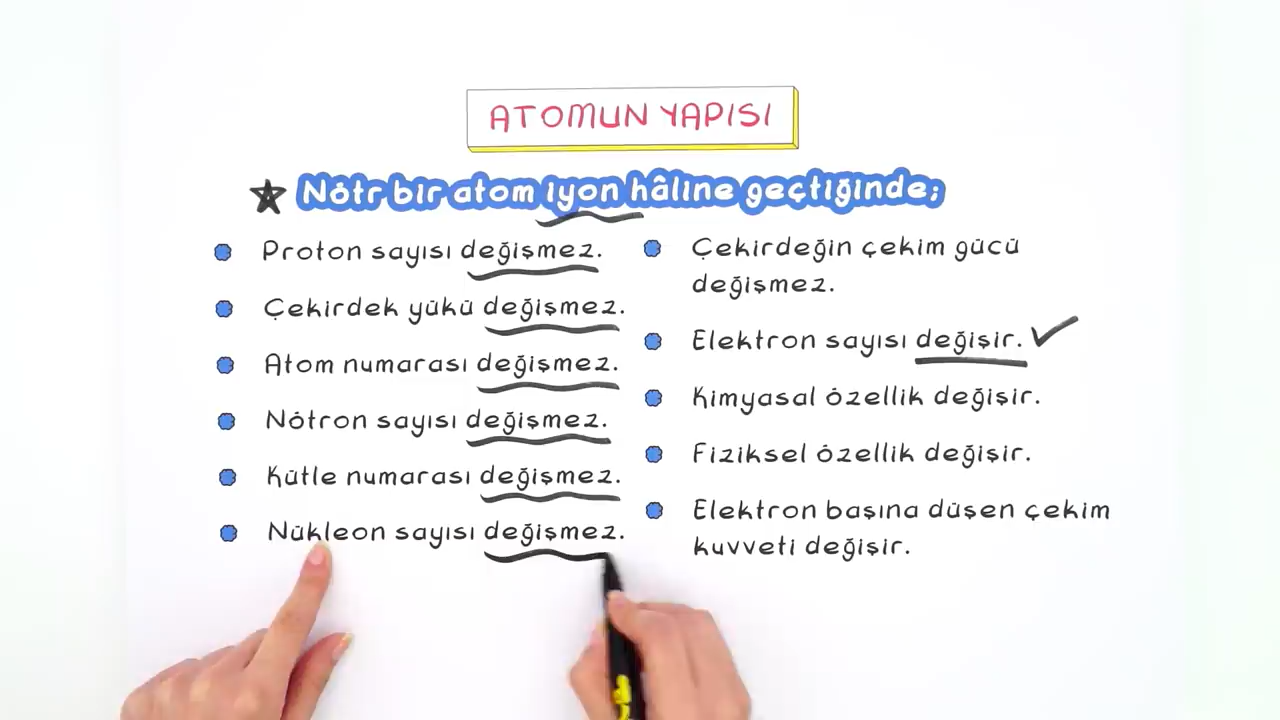 ATOMUN YAPISI
Nötr bir atom iyon hâline geçtiğinde;
Proton sayısı değişmez.
Çekirdek yükü değişmez.
Atom numarası değişmez.
Nötron sayısı değişmez.
Kütle numarası değişmez.
Nükleon sayısı değişmez.
Çekirdeğin çekim gücü
değişmez.
Elektron sayısı değişir.
Kimyasal özellik değişir.
Fiziksel özellik değişir.
Elektron başına düşen çekim
kuvveti değişir.